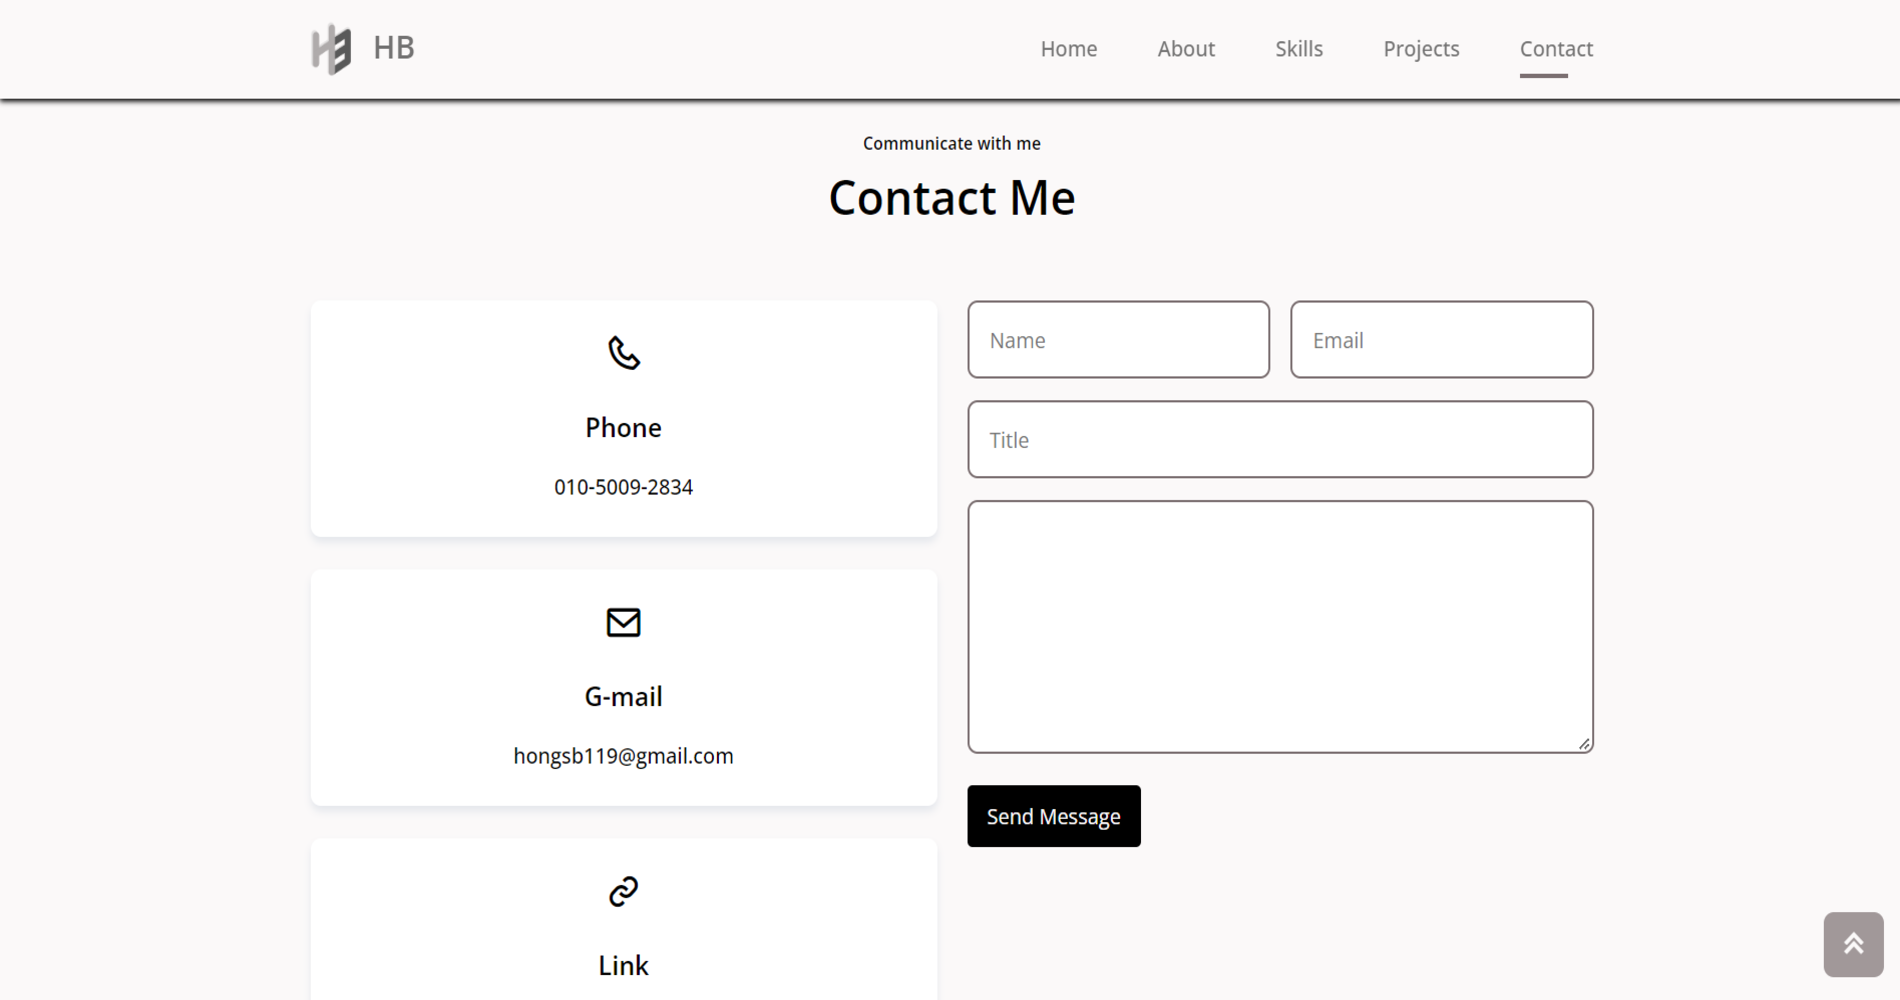 HB
Home About Skills Projects Contact
Communicate with me
Contact Me
Phone
010-5009-2834
G-mail
hongsb119@gmail.com
Link
Name Email
Title
Send Message